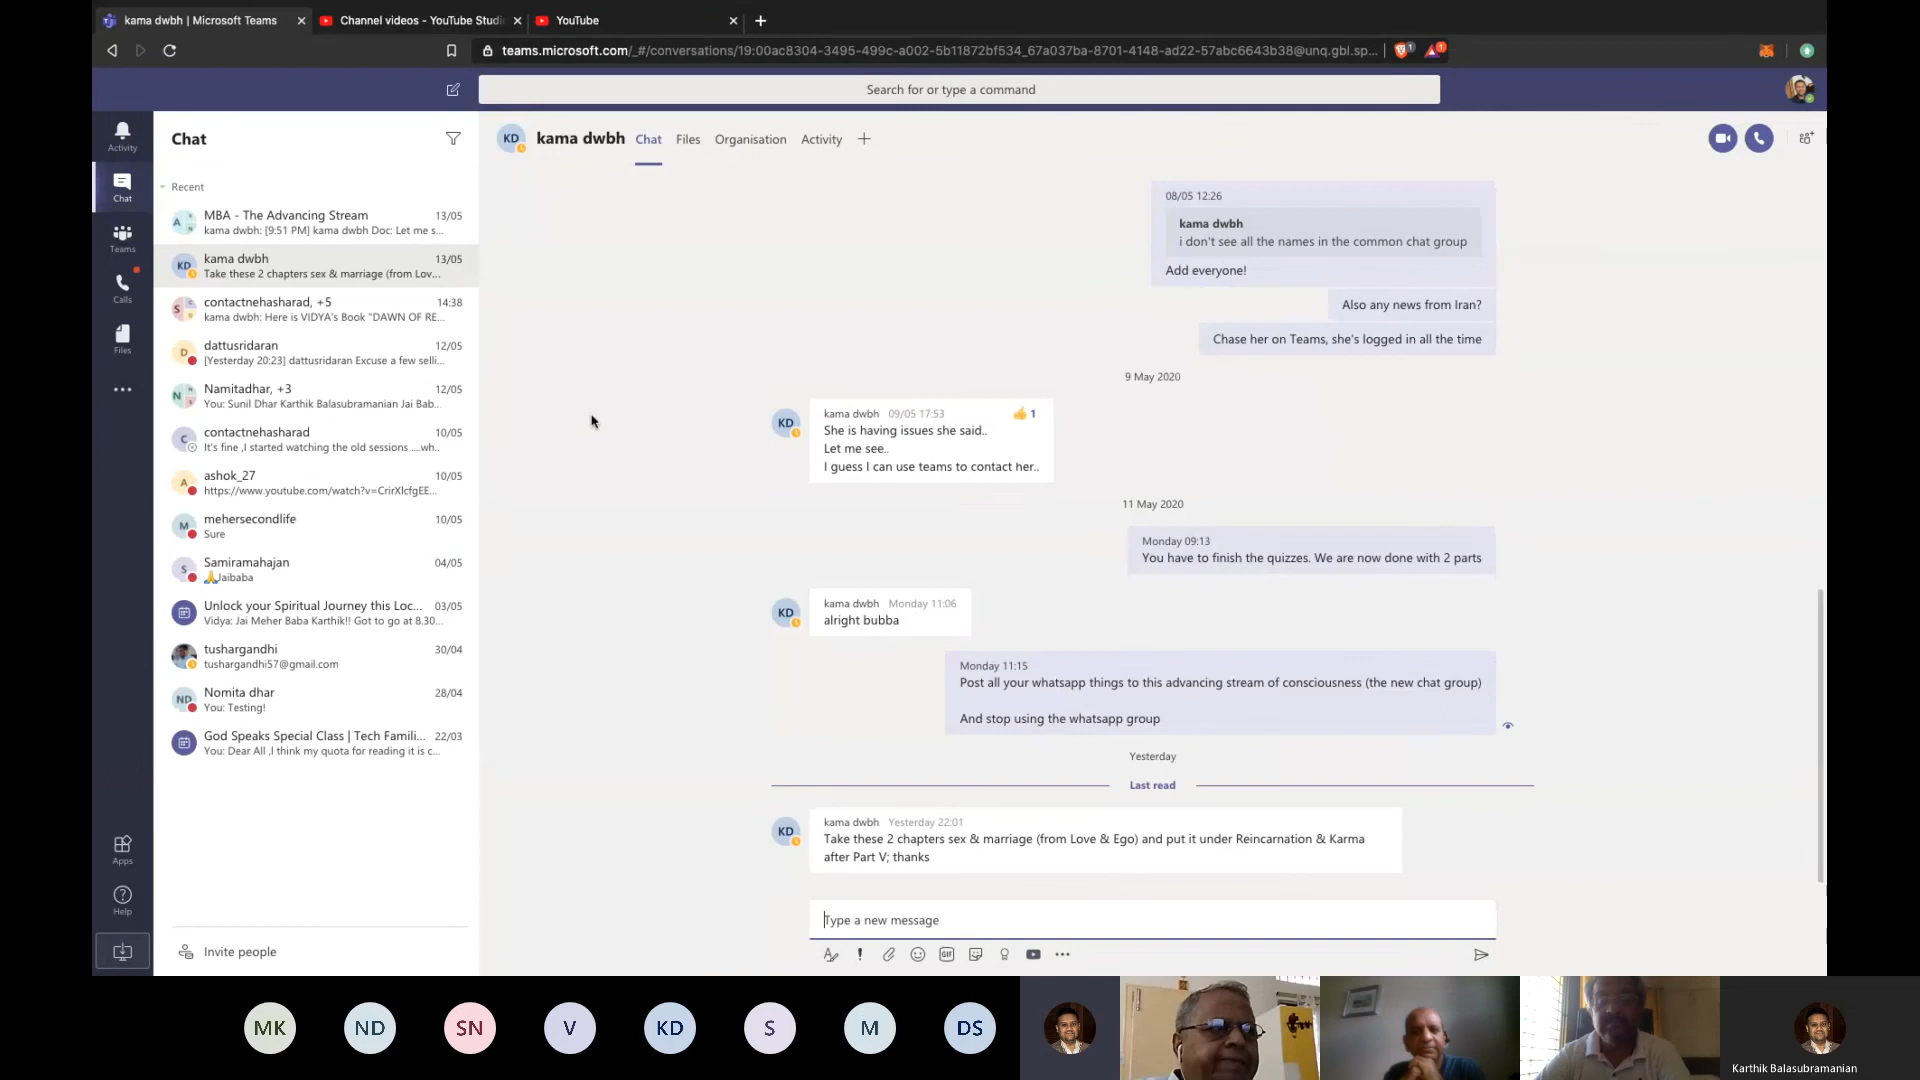 kama dwbh | Microsoft Teams
Channel videos - YouTube Studi
YouTube
teams.microsoft.com/_#/conversations/19:00ac8304-3495-499c-a002-5b11872bf534_67a037ba-8701-4148-ad22-57abc6643b38@unq.gbl.sp...
1
1
Search for or type a command
Activity
Chat
Teams
Calls
Files
Apps
Help
Chat
Recent
MBA - The Advancing Stream 13/05
kama dwbh: [9:51 PM] kama dwbh Doc: Let me s...
KD
kama dwbh 13/05
Take these 2 chapters sex & marriage (from Lov...
contactnehasharad, +5 14:38
kama dwbh: Here is VIDYA's Book "DAWN OF RE...
D
dattusridaran 12/05
[Yesterday 20:23] dattusridaran Excuse a few selli...
Namitadhar, +3 12/05
You: Sunil Dhar Karthik Balasubramanian Jai Bab...
C
contactnehasharad 10/05
It's fine ,I started watching the old sessions ....wh..
A
ashok_27 10/05
https://www.youtube.com/watch?v=CrirXlcfgEE...
M
mehersecondlife 10/05
Sure
S
Samiramahajan 04/05
🙏Jaibaba
Unlock your Spiritual Journey this Loc... 03/05
Vidya: Jai Meher Baba Karthik!! Got to go at 8.30...
tushargandhi 30/04
tushargandhi57@gmail.com
ND
Nomita dhar 28/04
You: Testing!
God Speaks Special Class | Tech Famili... 22/03
You: Dear All ,I think my quota for reading it is c...
Invite people
KD
kama dwbh Chat Files Organisation Activity
08/05 12:26
kama dwbh
i don't see all the names in the common chat group
Add everyone!
Also any news from Iran?
Chase her on Teams, she's logged in all the time
9 May 2020
KD
kama dwbh 09/05 17:53 👍 1
She is having issues she said..
Let me see..
I guess I can use teams to contact her..
11 May 2020
Monday 09:13
You have to finish the quizzes. We are now done with 2 parts
KD
kama dwbh Monday 11:06
alright bubba
Monday 11:15
Post all your whatsapp things to this advancing stream of consciousness (the new chat group)
And stop using the whatsapp group
Yesterday
Last read
KD
kama dwbh Yesterday 22:01
Take these 2 chapters sex & marriage (from Love & Ego) and put it under Reincarnation & Karma
after Part V; thanks
Type a new message
GIF
MK ND SN V KD S M DS
Karthik Balasubramanian